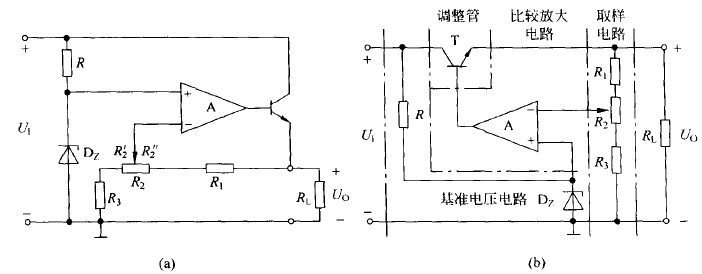 调整管
比较放大
电路
取样
电路
+
R
+
−
A
U_I
D_Z
R_2′
R_2″
R_2
R_1
R_3
R_L
+
U_O
−
−
(a)
+
T
+
R_1
R
−
A
+
R_2
R_L
U_O
U_I
R_3
基准电压电路
D_Z
−
−
(b)